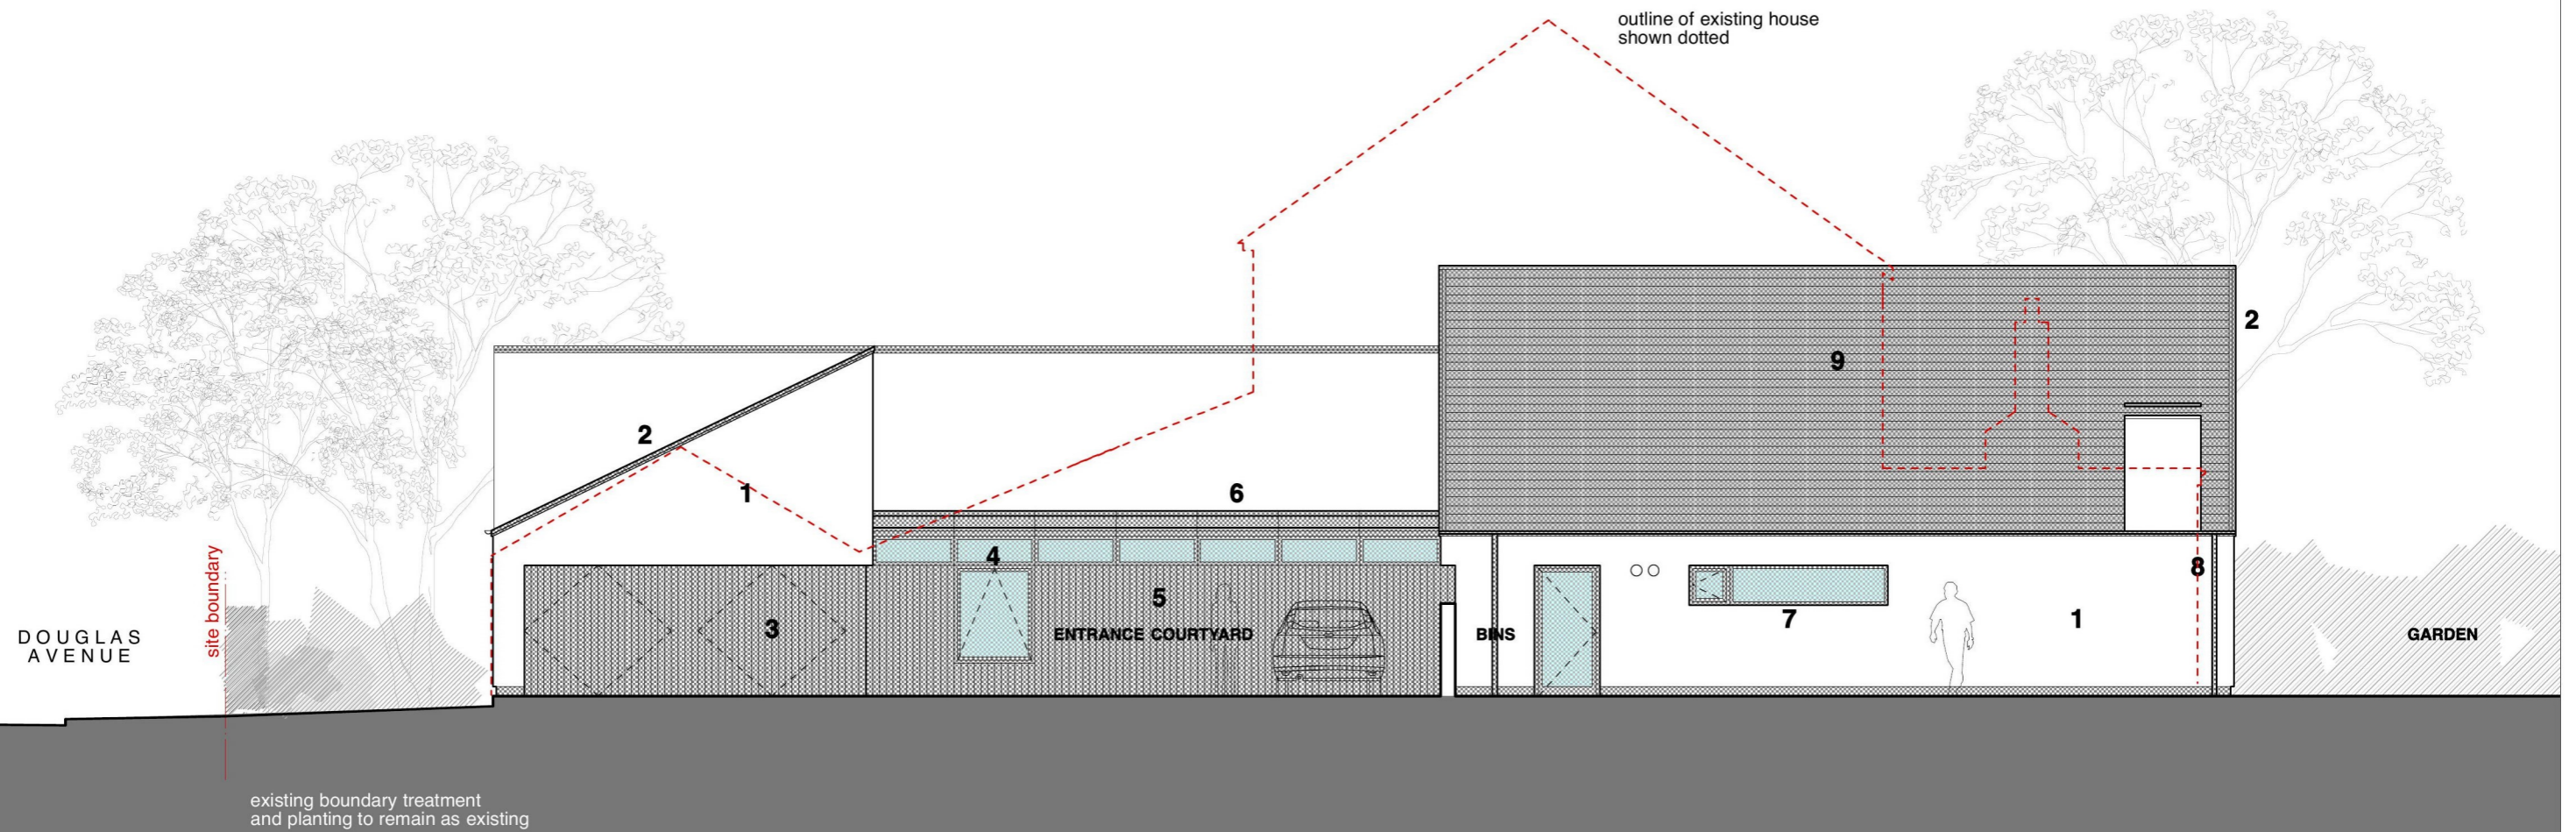 outline of existing house
shown dotted
2
9
2
1
6
4
8
5
3
7
1
DOUGLAS
AVENUE
site boundary
ENTRANCE COURTYARD
BINS
GARDEN
existing boundary treatment
and planting to remain as existing